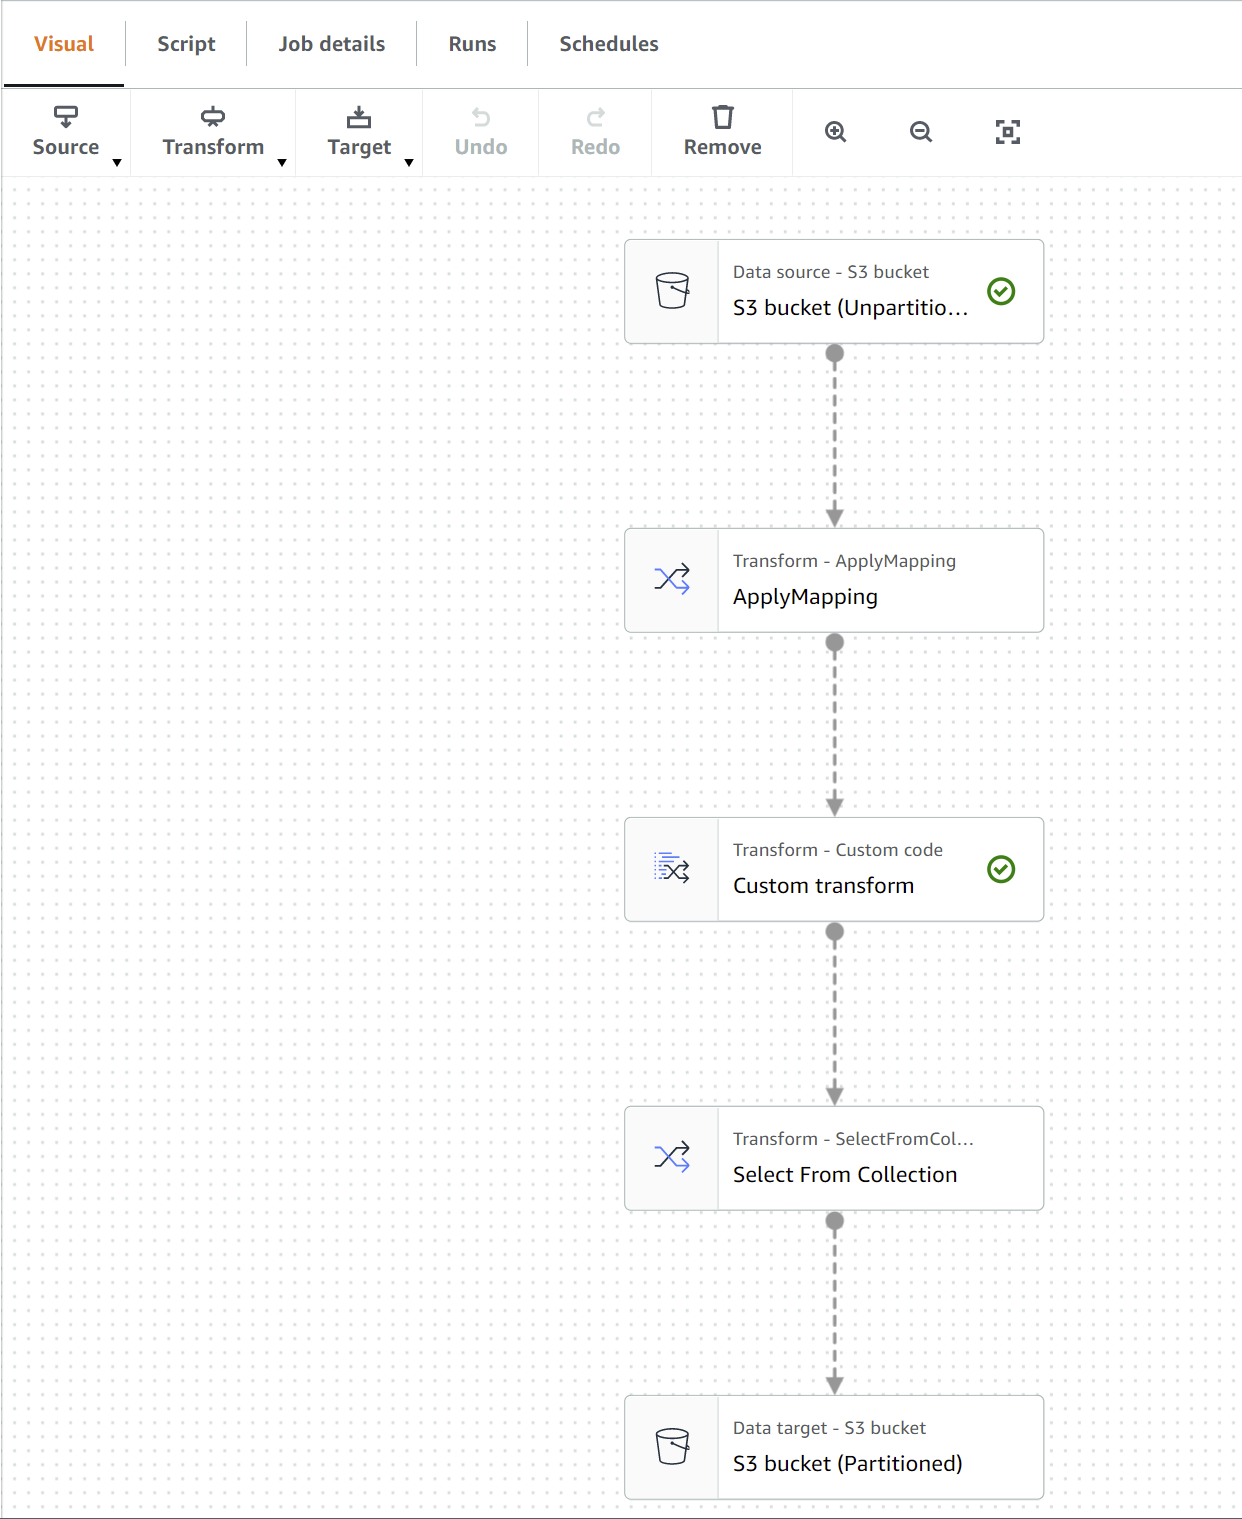 Visual
Script
Job details
Runs
Schedules
Source
Transform
Target
Undo
Redo
Remove
Data source - S3 bucket
S3 bucket (Unpartitio...
Transform - ApplyMapping
ApplyMapping
Transform - Custom code
Custom transform
Transform - SelectFromCol...
Select From Collection
Data target - S3 bucket
S3 bucket (Partitioned)